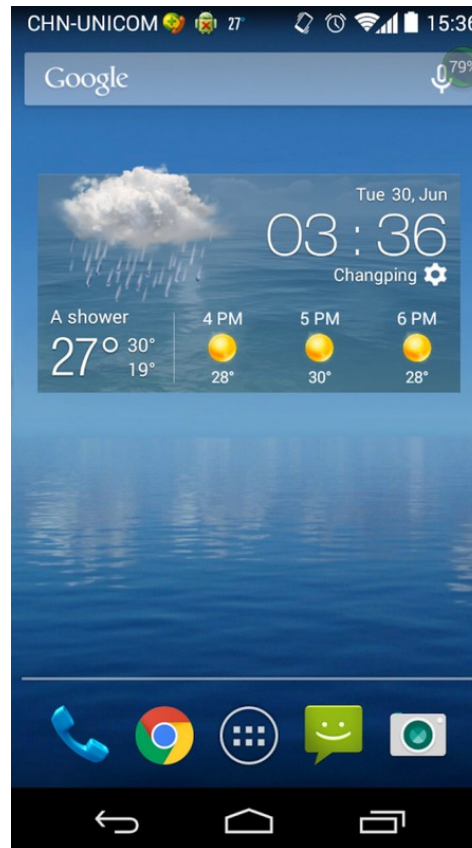 CHN-UNICOM 27° 15:36
Google
79%
Tue 30, Jun
03 : 36
Changping
A shower
27° 30°
19°
4 PM 5 PM 6 PM
28° 30° 28°